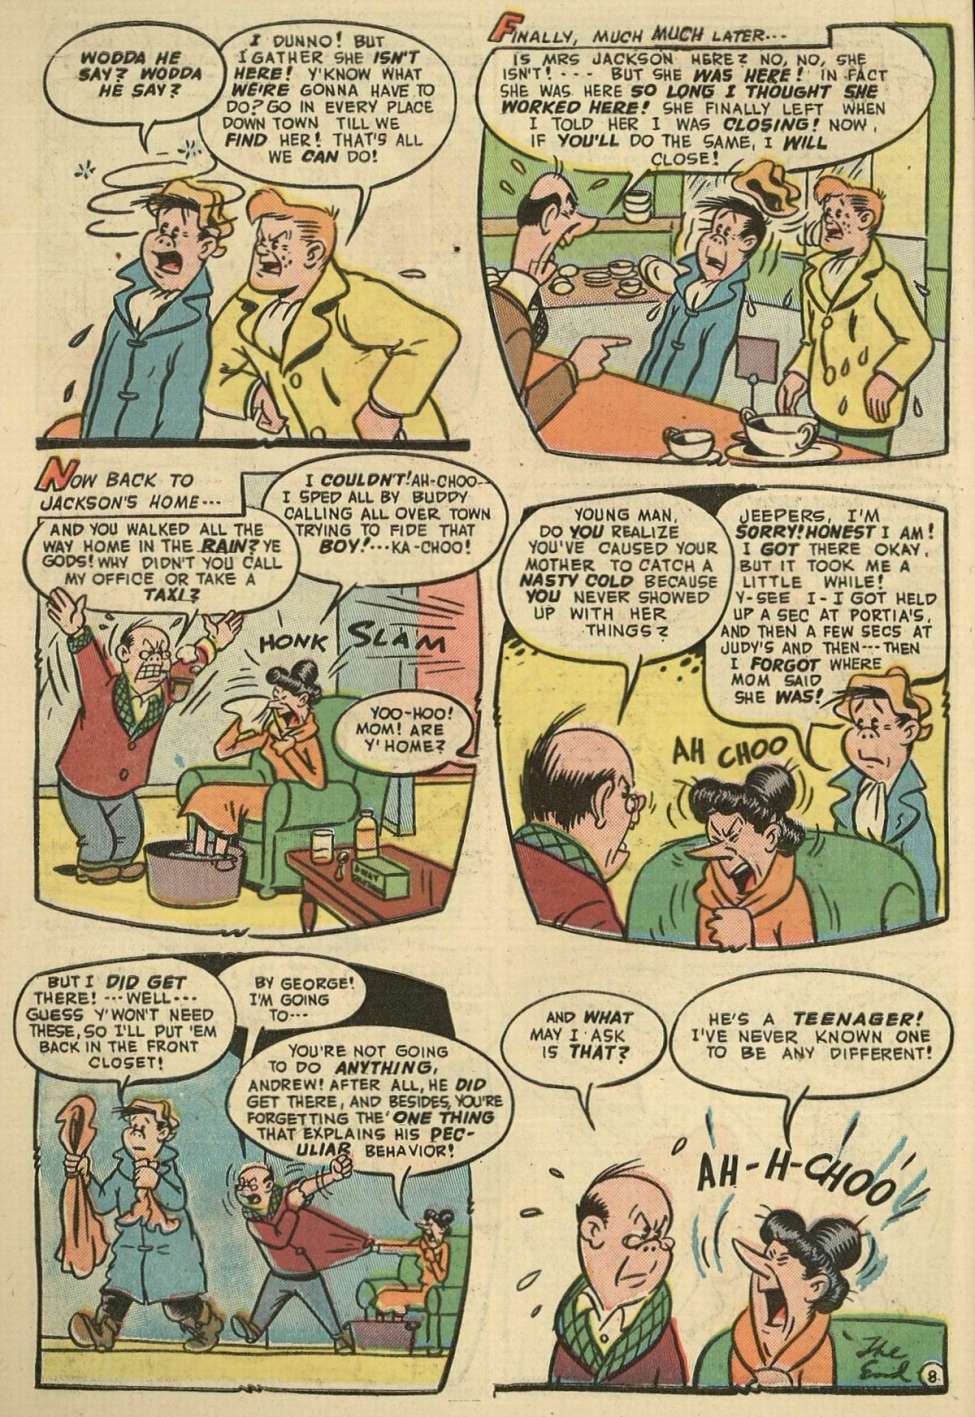 WODDA HE
SAY? WODDA
HE SAY?
I DUNNO! BUT
I GATHER SHE ISN'T
HERE! Y'KNOW WHAT
WE'RE GONNA HAVE TO
DO? GO IN EVERY PLACE
DOWN TOWN TILL WE
FIND HER! THAT'S ALL
WE CAN DO!
FINALLY, MUCH MUCH LATER---
IS MRS JACKSON HERE? NO, NO, SHE
ISN'T! --- BUT SHE WAS HERE! IN FACT
SHE WAS HERE SO LONG I THOUGHT SHE
WORKED HERE! SHE FINALLY LEFT WHEN
I TOLD HER I WAS CLOSING! NOW,
IF YOU'LL DO THE SAME, I WILL
CLOSE!
NOW BACK TO
JACKSON'S HOME---
AND YOU WALKED ALL THE
WAY HOME IN THE RAIN? YE
GODS! WHY DIDN'T YOU CALL
MY OFFICE OR TAKE A
TAXI?
I COULDN'T! AH-CHOO--
I SPED ALL BY BUDDY
CALLING ALL OVER TOWN
TRYING TO FIDE THAT
BOY!---KA-CHOO!
HONK
SLAM
YOO-HOO!
MOM! ARE
Y'HOME?
YOUNG MAN,
DO YOU REALIZE
YOU'VE CAUSED YOUR
MOTHER TO CATCH A
NASTY COLD BECAUSE
YOU NEVER SHOWED
UP WITH HER
THINGS?
JEEPERS, I'M
SORRY! HONEST I AM!
I GOT THERE OKAY,
BUT IT TOOK ME A
LITTLE WHILE!
Y-SEE I-I GOT HELD
UP A SEC AT PORTIA'S,
AND THEN A FEW SECS AT
JUDY'S AND THEN---THEN
I FORGOT WHERE
MOM SAID
SHE WAS!
AH CHOO
BUT I DID GET
THERE! ---WELL---
GUESS Y'WON'T NEED
THESE, SO I'LL PUT 'EM
BACK IN THE FRONT
CLOSET!
BY GEORGE!
I'M GOING
TO---
YOU'RE NOT GOING
TO DO ANYTHING,
ANDREW! AFTER ALL, HE DID
GET THERE, AND BESIDES, YOU'RE
FORGETTING THE ONE THING
THAT EXPLAINS HIS PEC-
ULIAR BEHAVIOR!
AND WHAT
MAY I ASK
IS THAT?
HE'S A TEENAGER!
I'VE NEVER KNOWN ONE
TO BE ANY DIFFERENT!
AH-H-CHOO
The
End
8